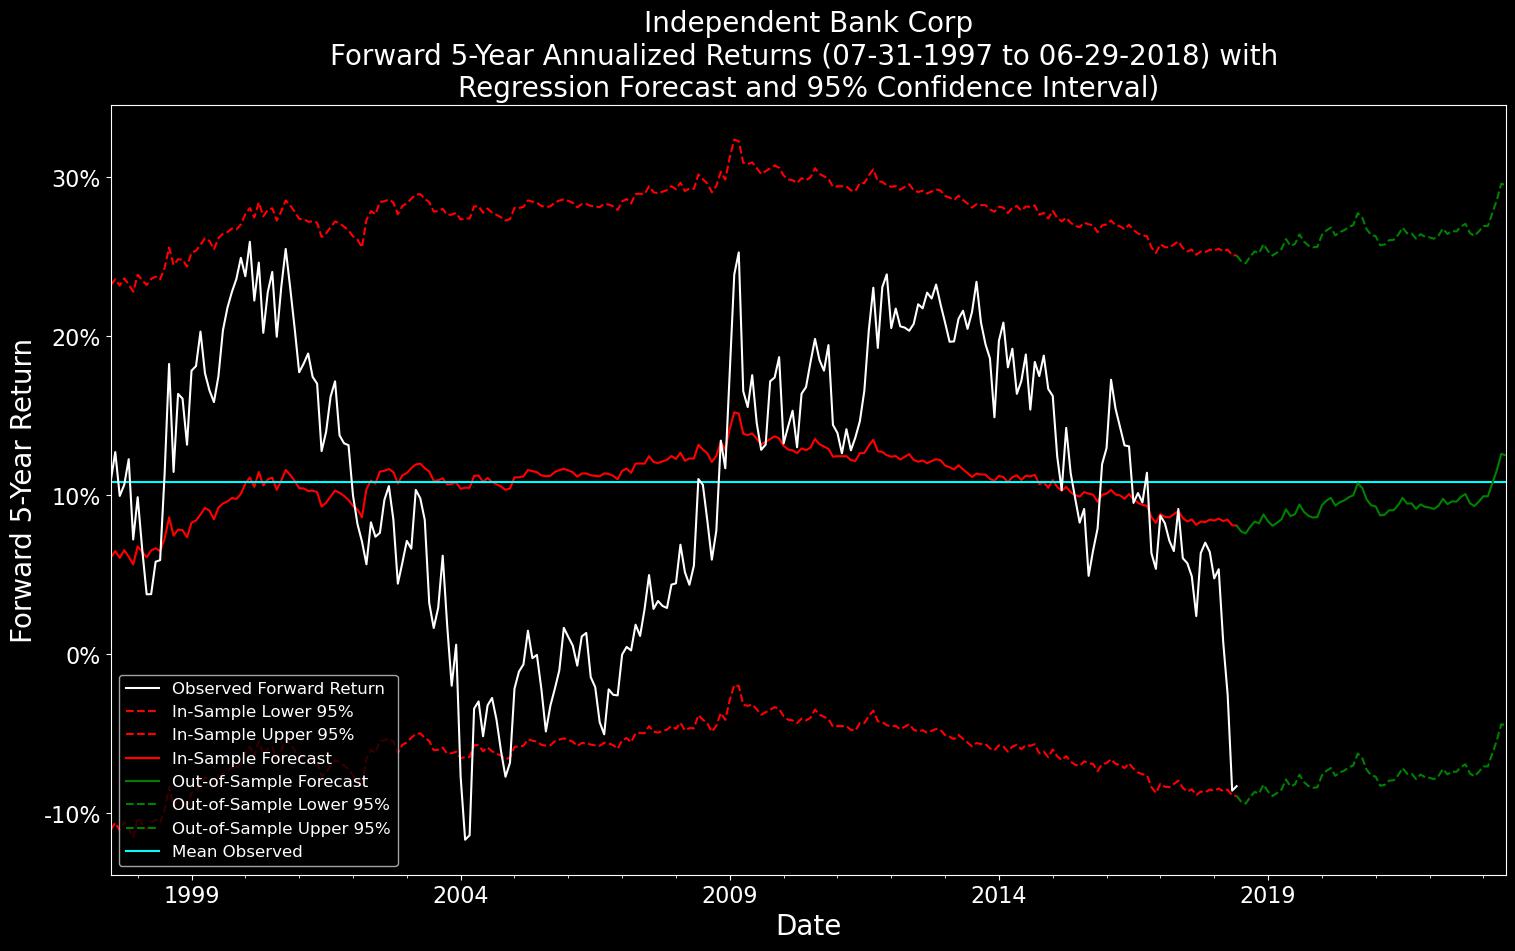 Independent Bank Corp
Forward 5-Year Annualized Returns (07-31-1997 to 06-29-2018) with
Regression Forecast and 95% Confidence Interval)
Forward 5-Year Return
30%
20%
10%
0%
-10%
Observed Forward Return
In-Sample Lower 95%
In-Sample Upper 95%
In-Sample Forecast
Out-of-Sample Forecast
Out-of-Sample Lower 95%
Out-of-Sample Upper 95%
Mean Observed
1999 2004 2009 2014 2019
Date